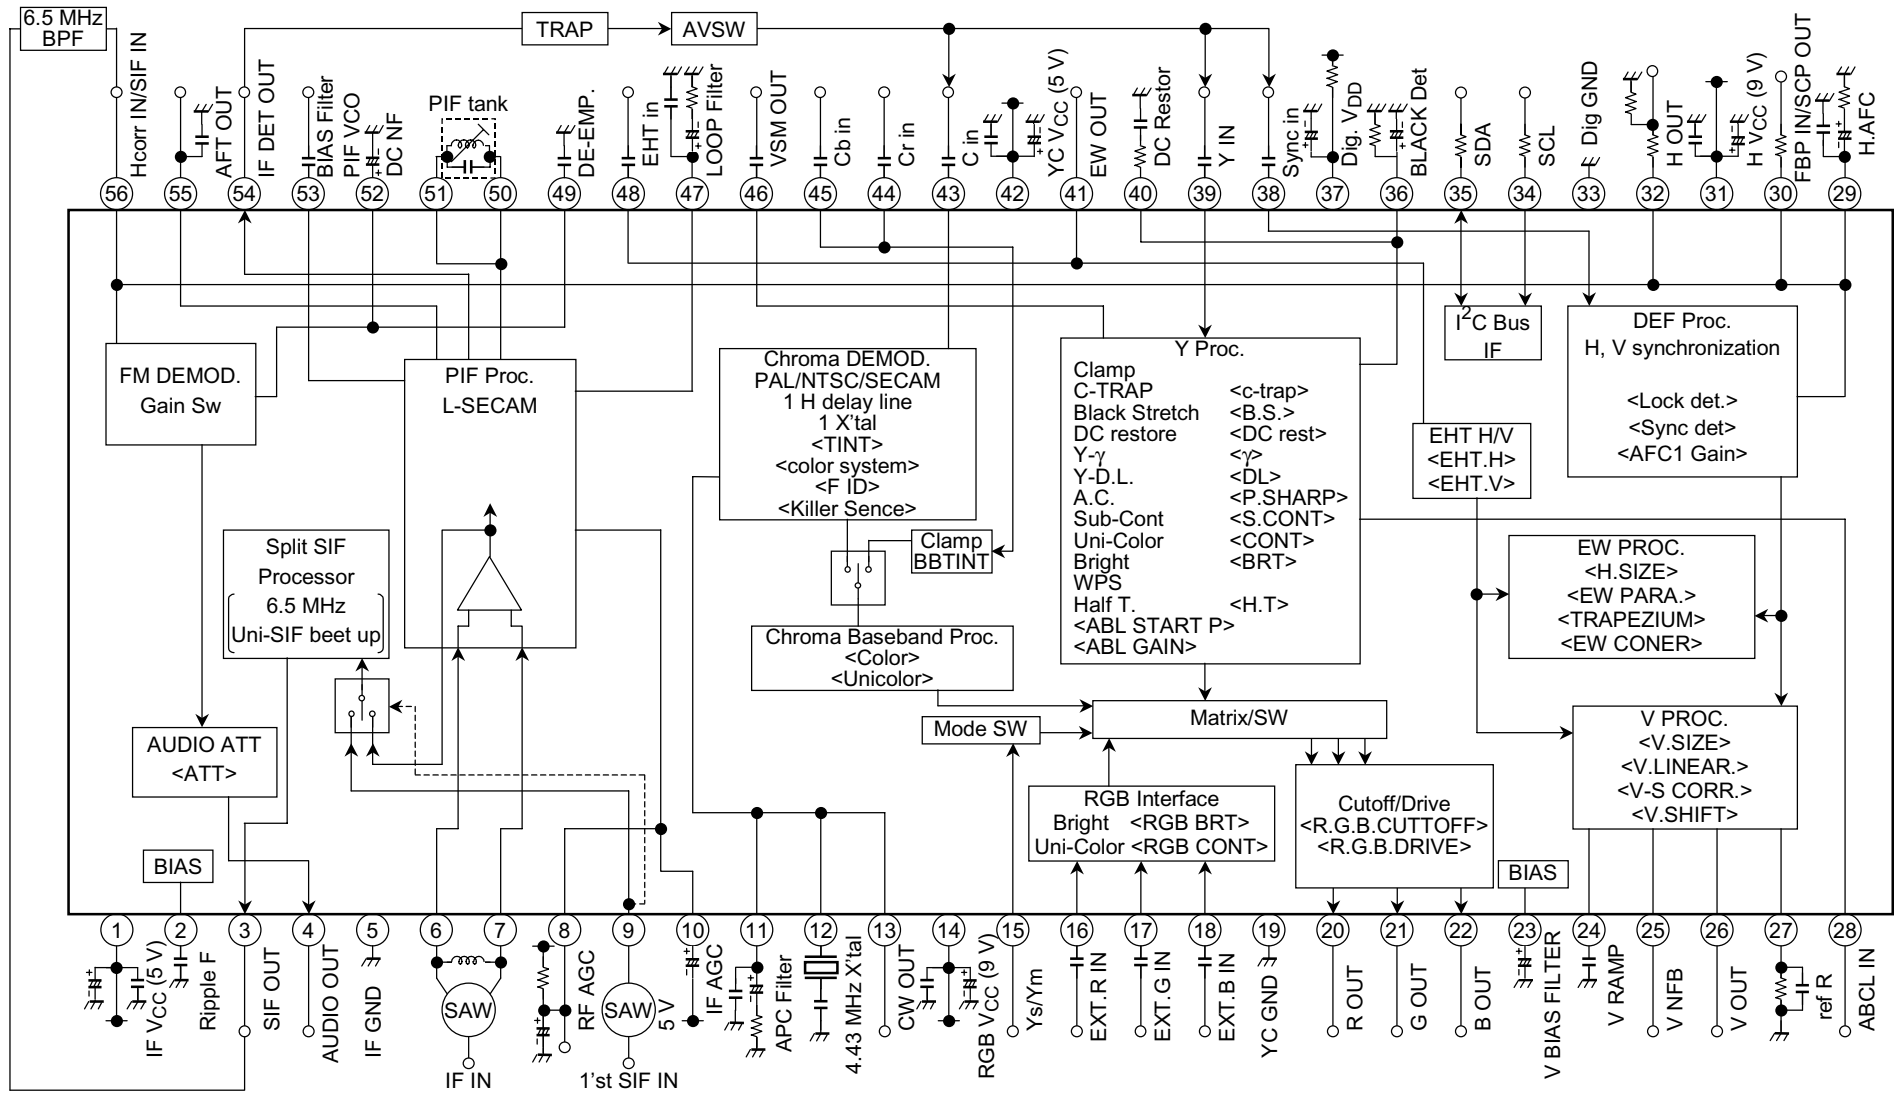 6.5 MHz
BPF
TRAP
AVSW
Hcorr IN/SIF IN
AFT OUT
IF DET OUT
BIAS Filter
PIF VCO
DC NF
PIF tank
DE-EMP.
EHT in
LOOP Filter
VSM OUT
Cb in
Cr in
C in
YC VCC (5 V)
EW OUT
DC Restor
Y IN
Sync in
Dig. VDD
BLACK Det
SDA
SCL
Dig GND
H OUT
H VCC (9 V)
FBP IN/SCP OUT
H.AFC
56
55
54
53
52
51
50
49
48
47
46
45
44
43
42
41
40
39
38
37
36
35
34
33
32
31
30
29
FM DEMOD.
Gain Sw
PIF Proc.
L-SECAM
Chroma DEMOD.
PAL/NTSC/SECAM
1 H delay line
1 X'tal
<TINT>
<color system>
<F ID>
<Killer Sence>
Y Proc.
Clamp
C-TRAP <c-trap>
Black Stretch <B.S.>
DC restore <DC rest>
Y-γ <γ>
Y-D.L. <DL>
A.C. <P.SHARP>
Sub-Cont <S.CONT>
Uni-Color <CONT>
Bright <BRT>
WPS
Half T. <H.T>
<ABL START P>
<ABL GAIN>
I2C Bus
IF
DEF Proc.
H, V synchronization
<Lock det.>
<Sync det>
<AFC1 Gain>
EHT H/V
<EHT.H>
<EHT.V>
Split SIF
Processor
6.5 MHz
Uni-SIF beet up
Clamp
BBTINT
EW PROC.
<H.SIZE>
<EW PARA.>
<TRAPEZIUM>
<EW CONER>
Chroma Baseband Proc.
<Color>
<Unicolor>
AUDIO ATT
<ATT>
Mode SW
Matrix/SW
V PROC.
<V.SIZE>
<V.LINEAR.>
<V-S CORR.>
<V.SHIFT>
RGB Interface
Bright <RGB BRT>
Uni-Color <RGB CONT>
Cutoff/Drive
<R.G.B.CUTTOFF>
<R.G.B.DRIVE>
BIAS
BIAS
1
2
3
4
5
6
7
8
9
10
11
12
13
14
15
16
17
18
19
20
21
22
23
24
25
26
27
28
IF VCC (5 V)
Ripple F
SIF OUT
AUDIO OUT
IF GND
SAW
IF IN
RF AGC
SAW
5 V
1'st SIF IN
IF AGC
APC Filter
4.43 MHz X'tal
CW OUT
RGB VCC (9 V)
Ys/Ym
EXT.R IN
EXT.G IN
EXT.B IN
YC GND
R OUT
G OUT
B OUT
V BIAS FILTER
V RAMP
V NFB
V OUT
ref R
ABCL IN